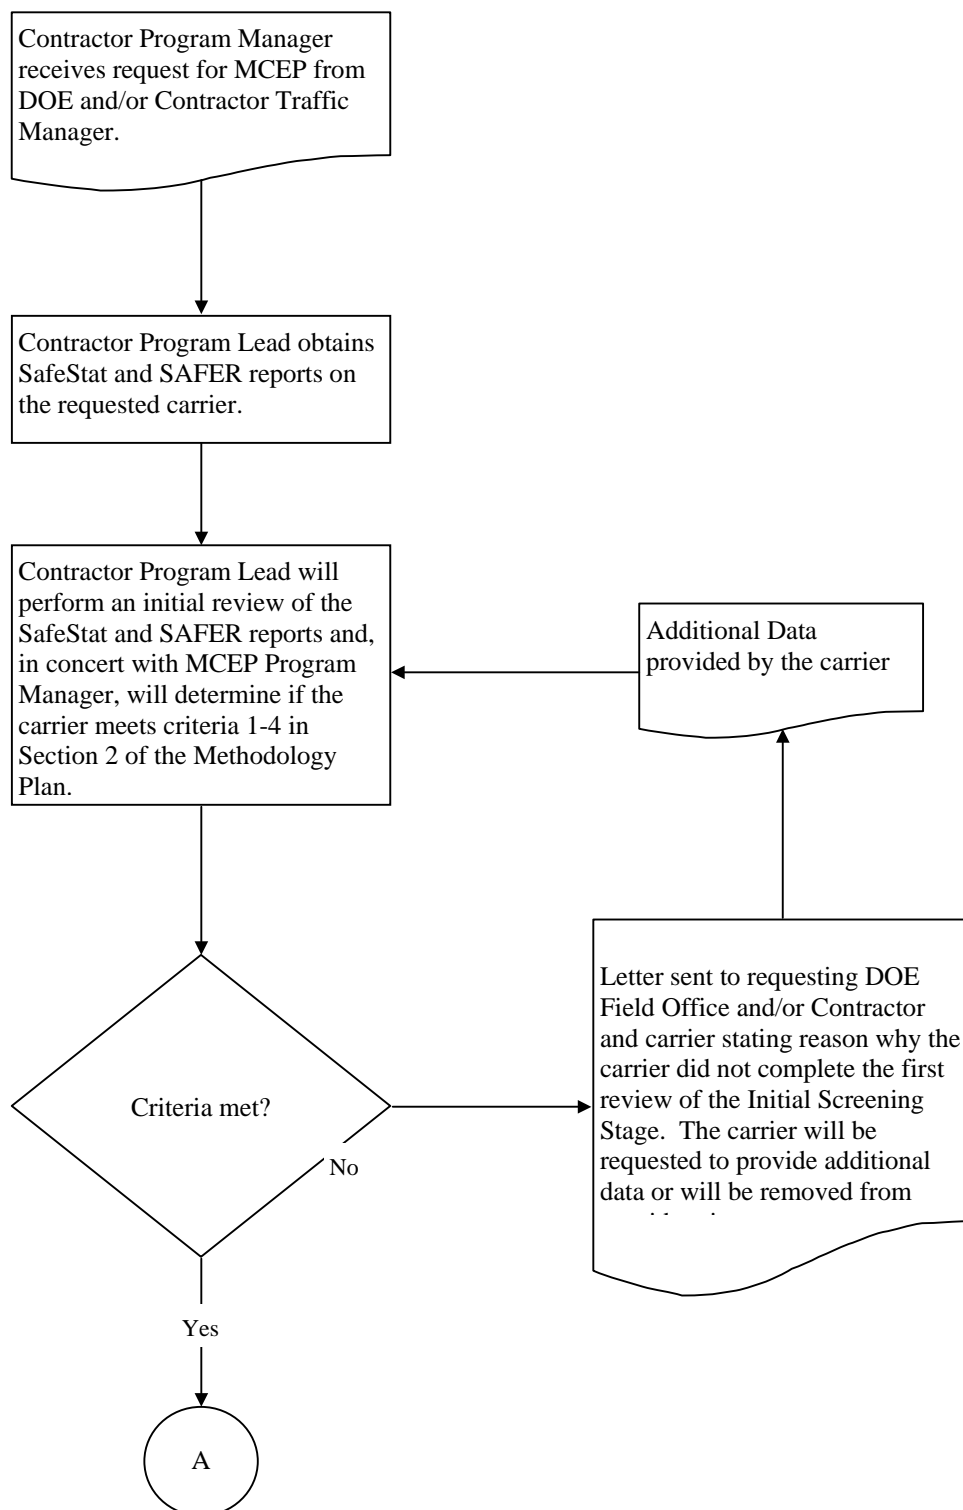 Contractor Program Manager
receives request for MCEP from
DOE and/or Contractor Traffic
Manager.
Contractor Program Lead obtains
SafeStat and SAFER reports on
the requested carrier.
Contractor Program Lead will
perform an initial review of the
SafeStat and SAFER reports and,
in concert with MCEP Program
Manager, will determine if the
carrier meets criteria 1-4 in
Section 2 of the Methodology
Plan.
Additional Data
provided by the carrier
Criteria met?
No
Letter sent to requesting DOE
Field Office and/or Contractor
and carrier stating reason why the
carrier did not complete the first
review of the Initial Screening
Stage.  The carrier will be
requested to provide additional
data or will be removed from
Yes
A